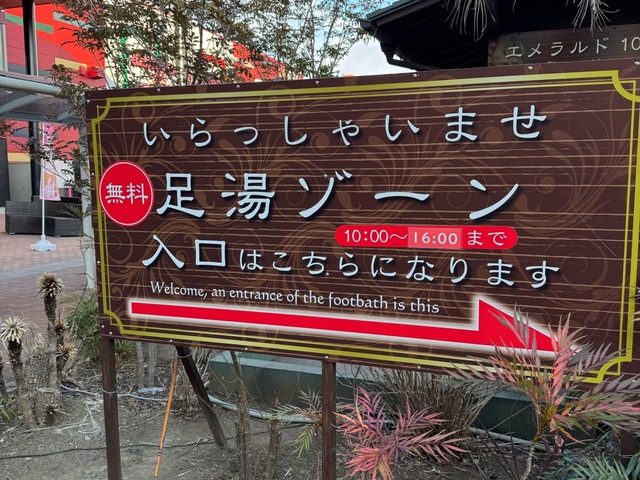 エメラルド 10
いらっしゃいませ
無料
足湯ゾーン
10:00～16:00まで
入口はこちらになります
Welcome, an entrance of the footbath is this